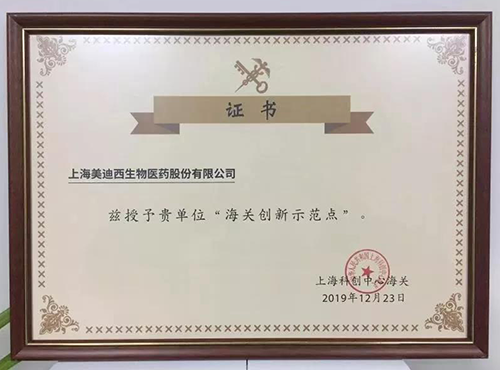 证书
上海美迪西生物医药股份有限公司
兹授予贵单位“海关创新示范点”。
上海科创中心海关
2019年12月23日